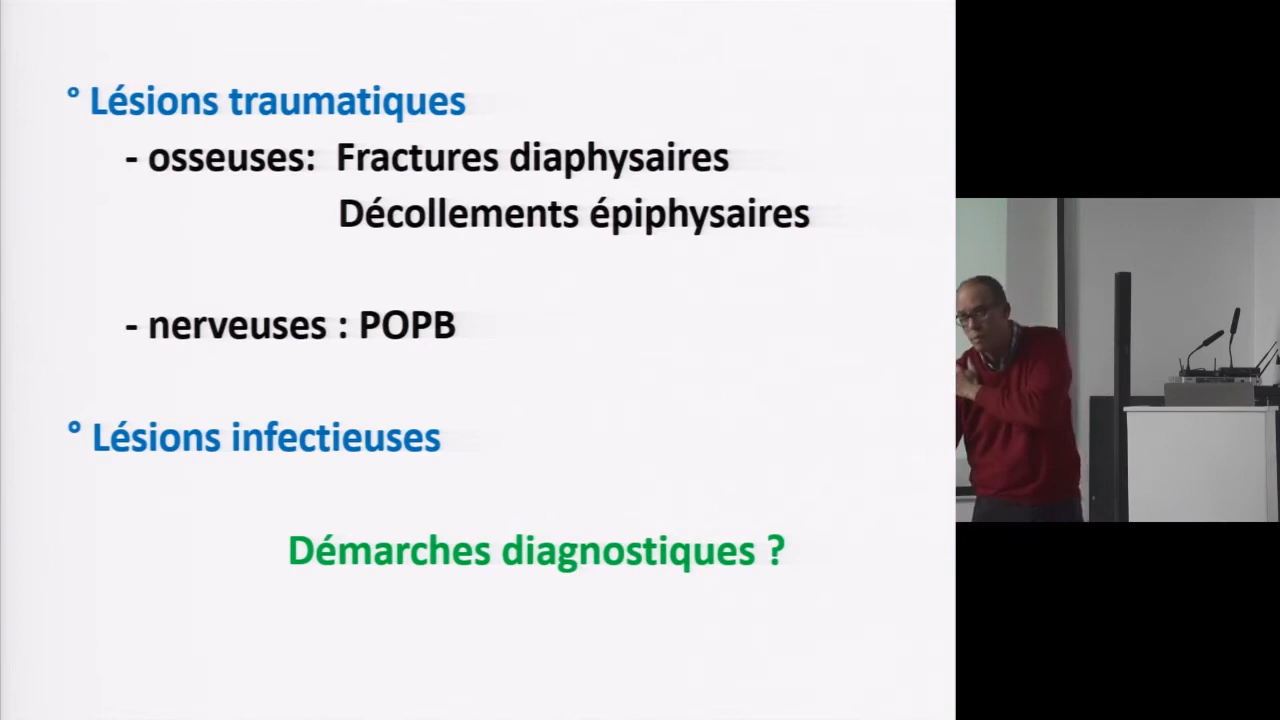 ° Lésions traumatiques
- osseuses: Fractures diaphysaires
Décollements épiphysaires
- nerveuses : POPB
° Lésions infectieuses
Démarches diagnostiques ?